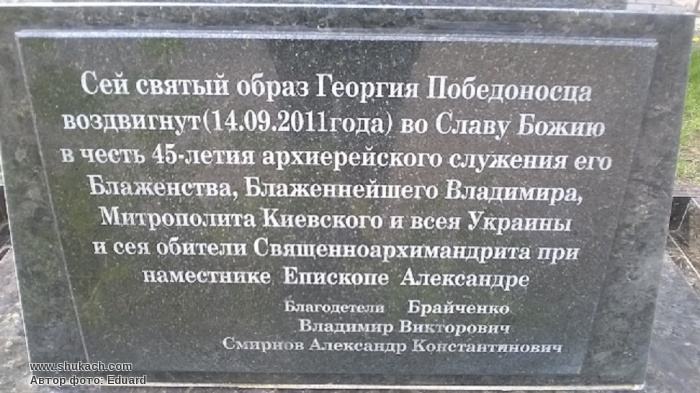 Сей святый образ Георгия Победоносца
воздвигнут(14.09.2011года) во Славу Божию
в честь 45-летия архиерейского служения его
Блаженства, Блаженнейшего Владимира,
Митрополита Киевского и всея Украины
и сея обители Священноархимандрита при
наместнике Епископе Александре
Благодетели Брайченко
Владимир Викторович
Смирнов Александр Константинович
www.shukach.com
Автор фото: Eduard